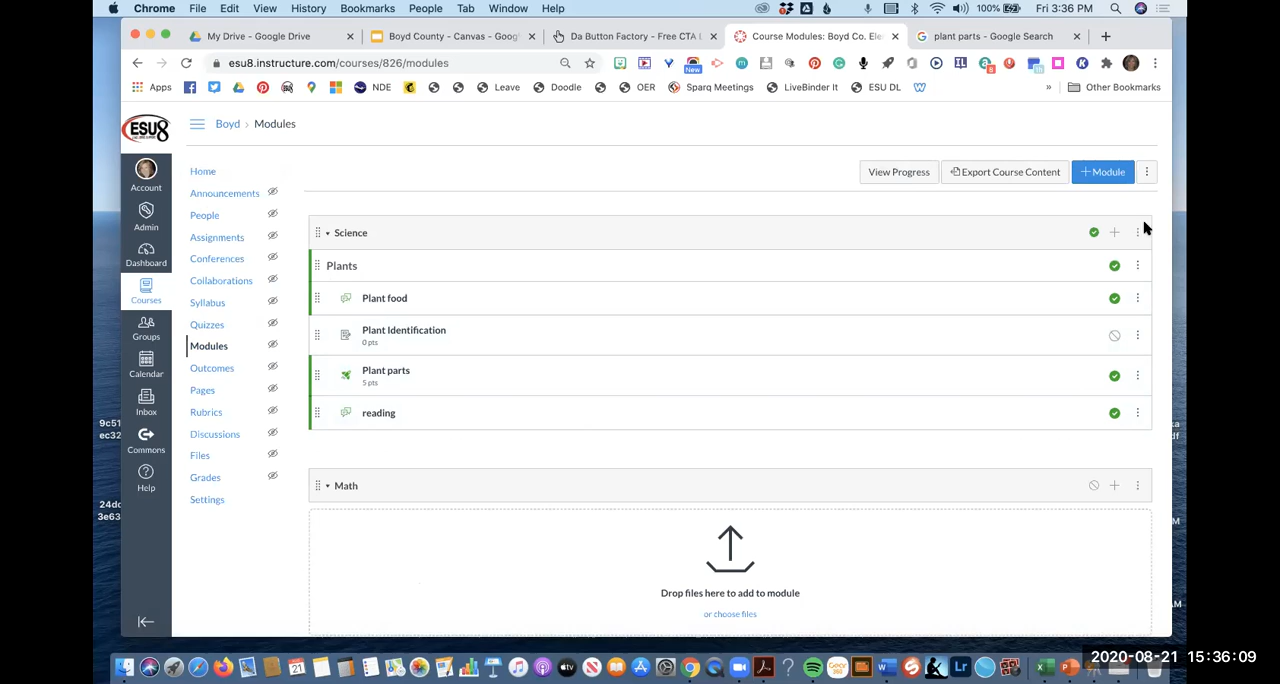 Chrome File Edit View History Bookmarks People Tab Window Help 100% Fri 3:36 PM
My Drive - Google Drive Boyd County - Canvas - Goog Da Button Factory - Free CTA Course Modules: Boyd Co. Ele plant parts - Google Search
esu8.instructure.com/courses/826/modules New
Apps NDE Leave Doodle OER Sparq Meetings LiveBinder It ESU DL » Other Bookmarks
ESU8
Boyd › Modules
Account
Admin
Dashboard
Courses
Groups
Calendar
Inbox
Commons
Help
Home
Announcements
People
Assignments
Conferences
Collaborations
Syllabus
Quizzes
Modules
Outcomes
Pages
Rubrics
Discussions
Files
Grades
Settings
View Progress Export Course Content + Module
Science
Plants
Plant food
Plant Identification
0 pts
Plant parts
5 pts
reading
Math
Drop files here to add to module
or choose files
9c51
ec32
24dc
3e63
2020-08-21 15:36:09